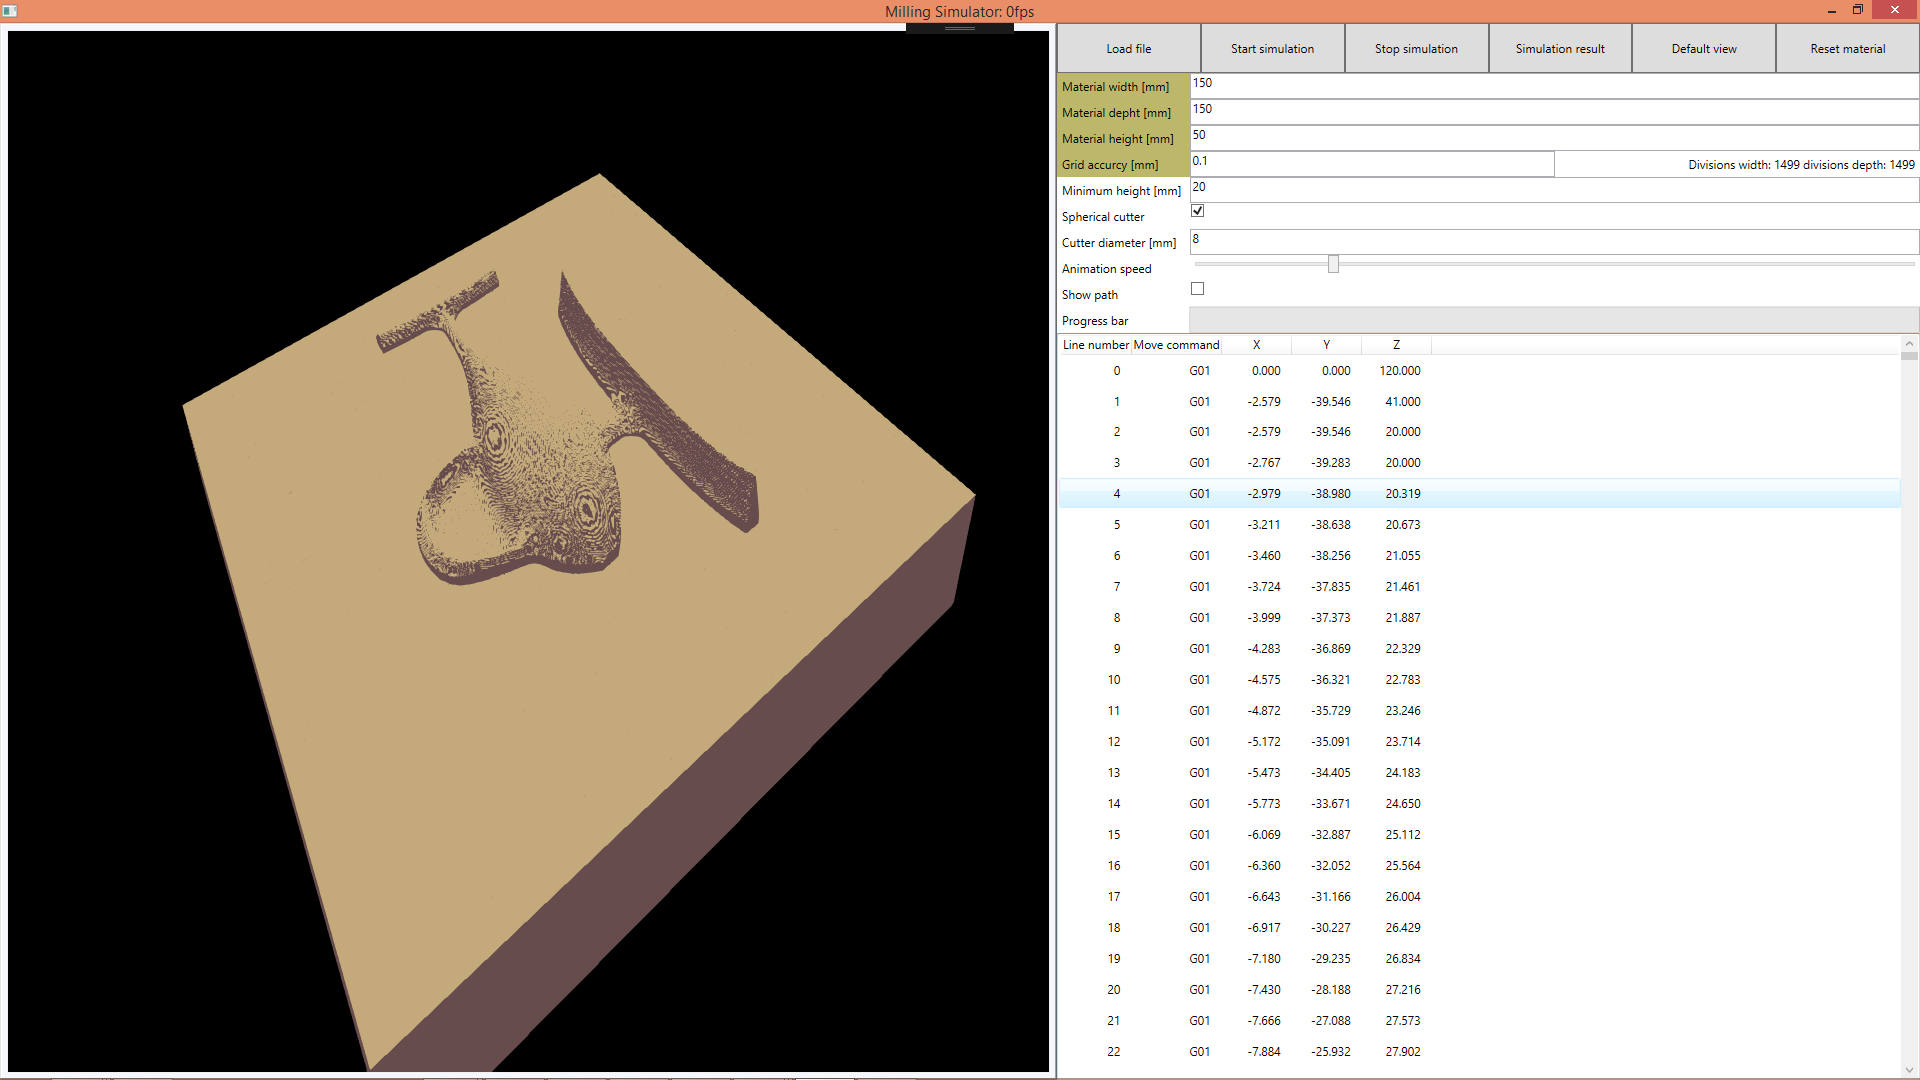 Milling Simulator: 0fps
Load file Start simulation Stop simulation Simulation result Default view Reset material
Material width [mm] 150
Material depht [mm] 150
Material height [mm] 50
Grid accurcy [mm] 0.1 Divisions width: 1499 divisions depth: 1499
Minimum height [mm] 20
Spherical cutter
Cutter diameter [mm] 8
Animation speed
Show path
Progress bar
Line number Move command X Y Z
0 G01 0.000 0.000 120.000
1 G01 -2.579 -39.546 41.000
2 G01 -2.579 -39.546 20.000
3 G01 -2.767 -39.283 20.000
4 G01 -2.979 -38.980 20.319
5 G01 -3.211 -38.638 20.673
6 G01 -3.460 -38.256 21.055
7 G01 -3.724 -37.835 21.461
8 G01 -3.999 -37.373 21.887
9 G01 -4.283 -36.869 22.329
10 G01 -4.575 -36.321 22.783
11 G01 -4.872 -35.729 23.246
12 G01 -5.172 -35.091 23.714
13 G01 -5.473 -34.405 24.183
14 G01 -5.773 -33.671 24.650
15 G01 -6.069 -32.887 25.112
16 G01 -6.360 -32.052 25.564
17 G01 -6.643 -31.166 26.004
18 G01 -6.917 -30.227 26.429
19 G01 -7.180 -29.235 26.834
20 G01 -7.430 -28.188 27.216
21 G01 -7.666 -27.088 27.573
22 G01 -7.884 -25.932 27.902